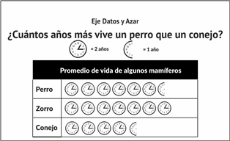 Eje Datos y Azar
¿Cuántos años más vive un perro que un conejo?
= 2 años = 1 año
Promedio de vida de algunos mamíferos
Perro
Zorro
Conejo